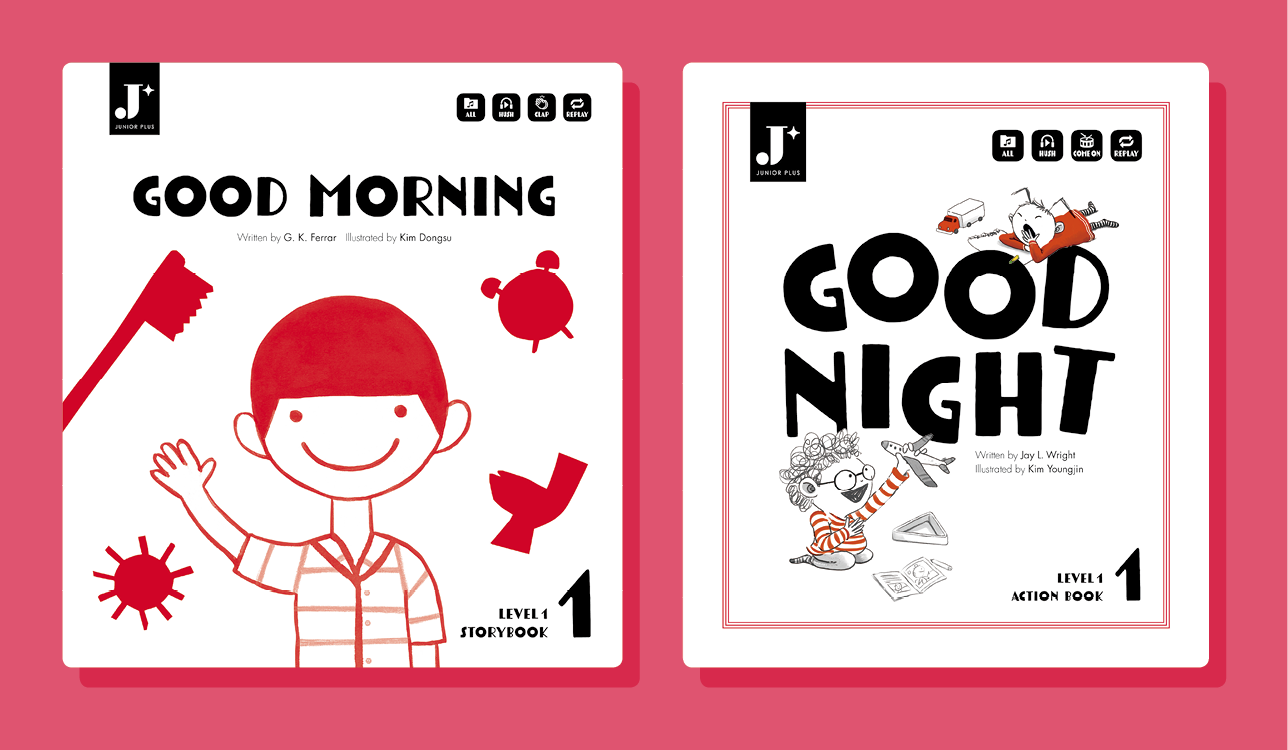 J
JUNIOR PLUS
ALL
HUSH
CLAP
REPLAY
GOOD MORNING
Written by G. K. Ferrar Illustrated by Kim Dongsu
LEVEL 1
STORYBOOK
1
J
JUNIOR PLUS
ALL
HUSH
COME ON
REPLAY
GOOD
NIGHT
Written by Jay L. Wright
Illustrated by Kim Youngjin
LEVEL 1
ACTION BOOK
1